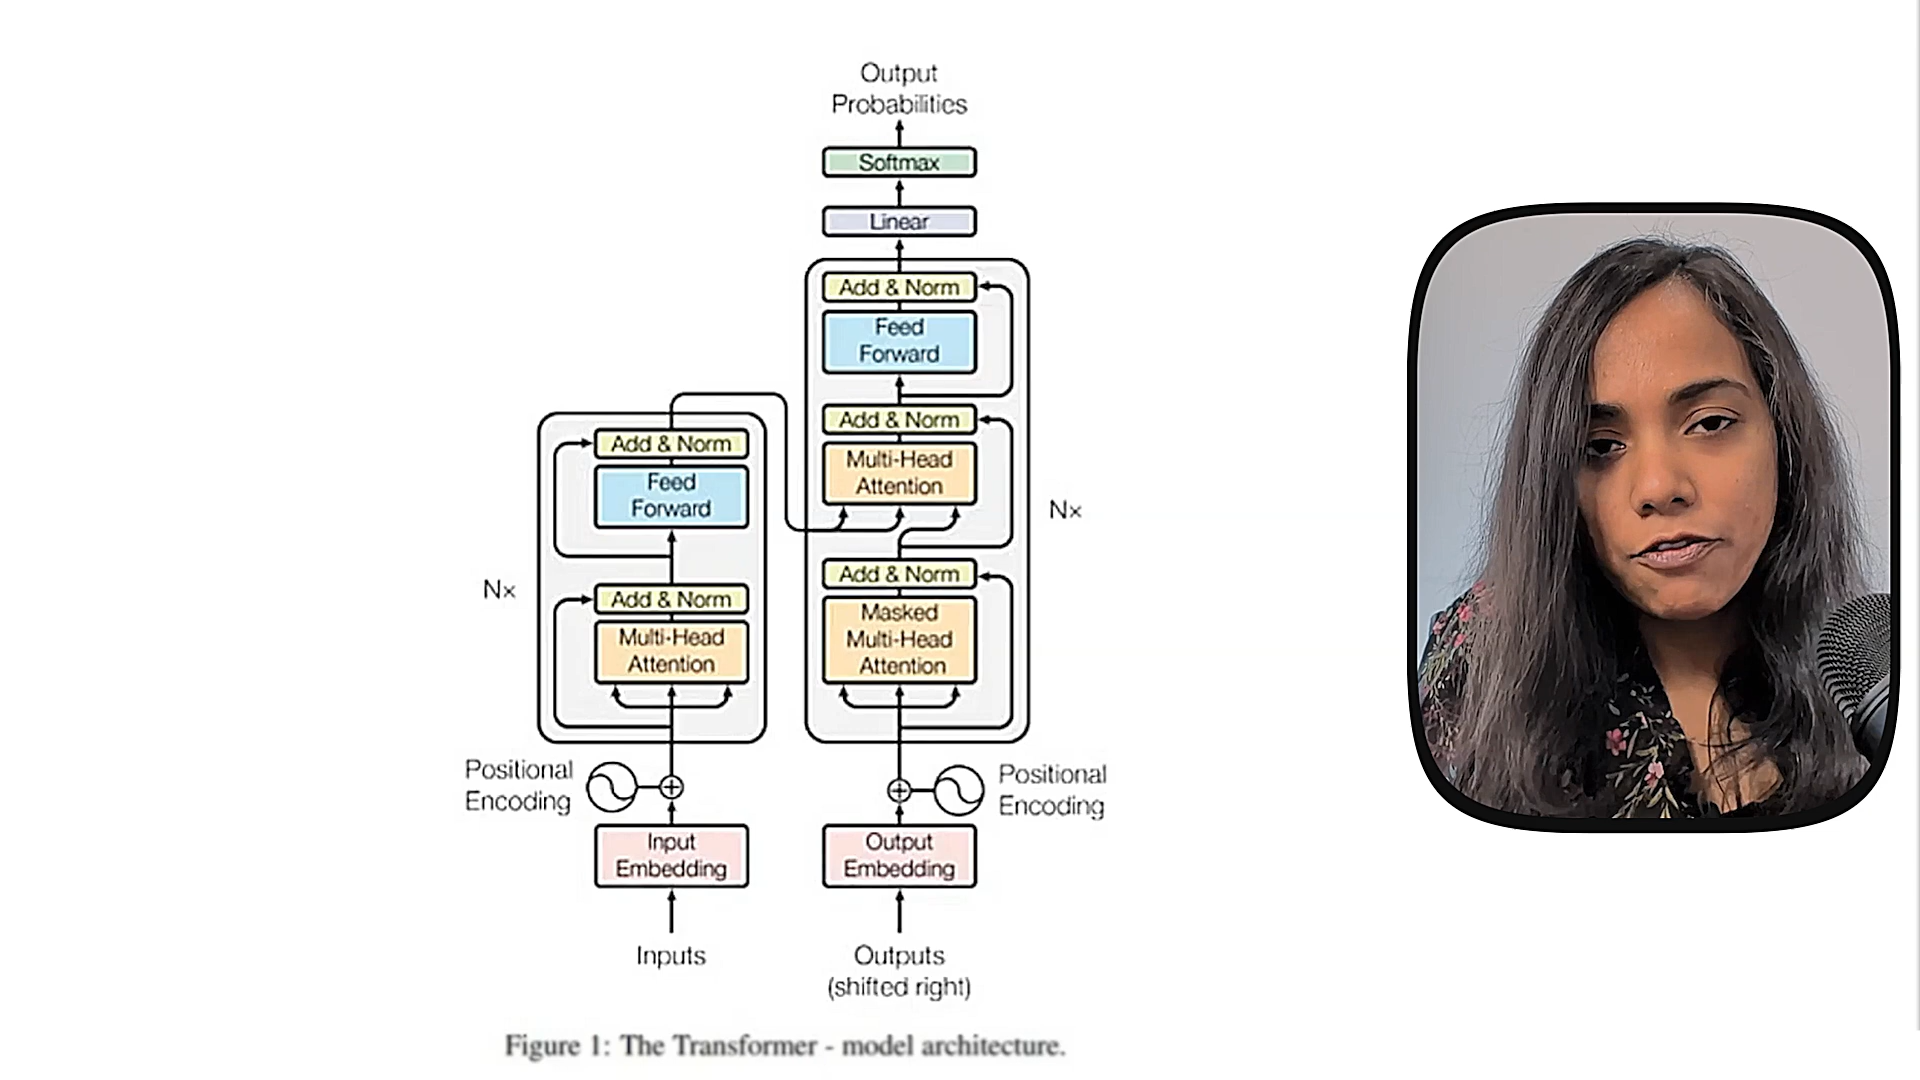 Output
Probabilities
Softmax
Linear
Add & Norm
Feed
Forward
Add & Norm
Multi-Head
Attention
Nx
Add & Norm
Masked
Multi-Head
Attention
Add & Norm
Feed
Forward
Nx
Add & Norm
Multi-Head
Attention
Positional
Encoding
Positional
Encoding
Input
Embedding
Output
Embedding
Inputs
Outputs
(shifted right)
Figure 1: The Transformer - model architecture.